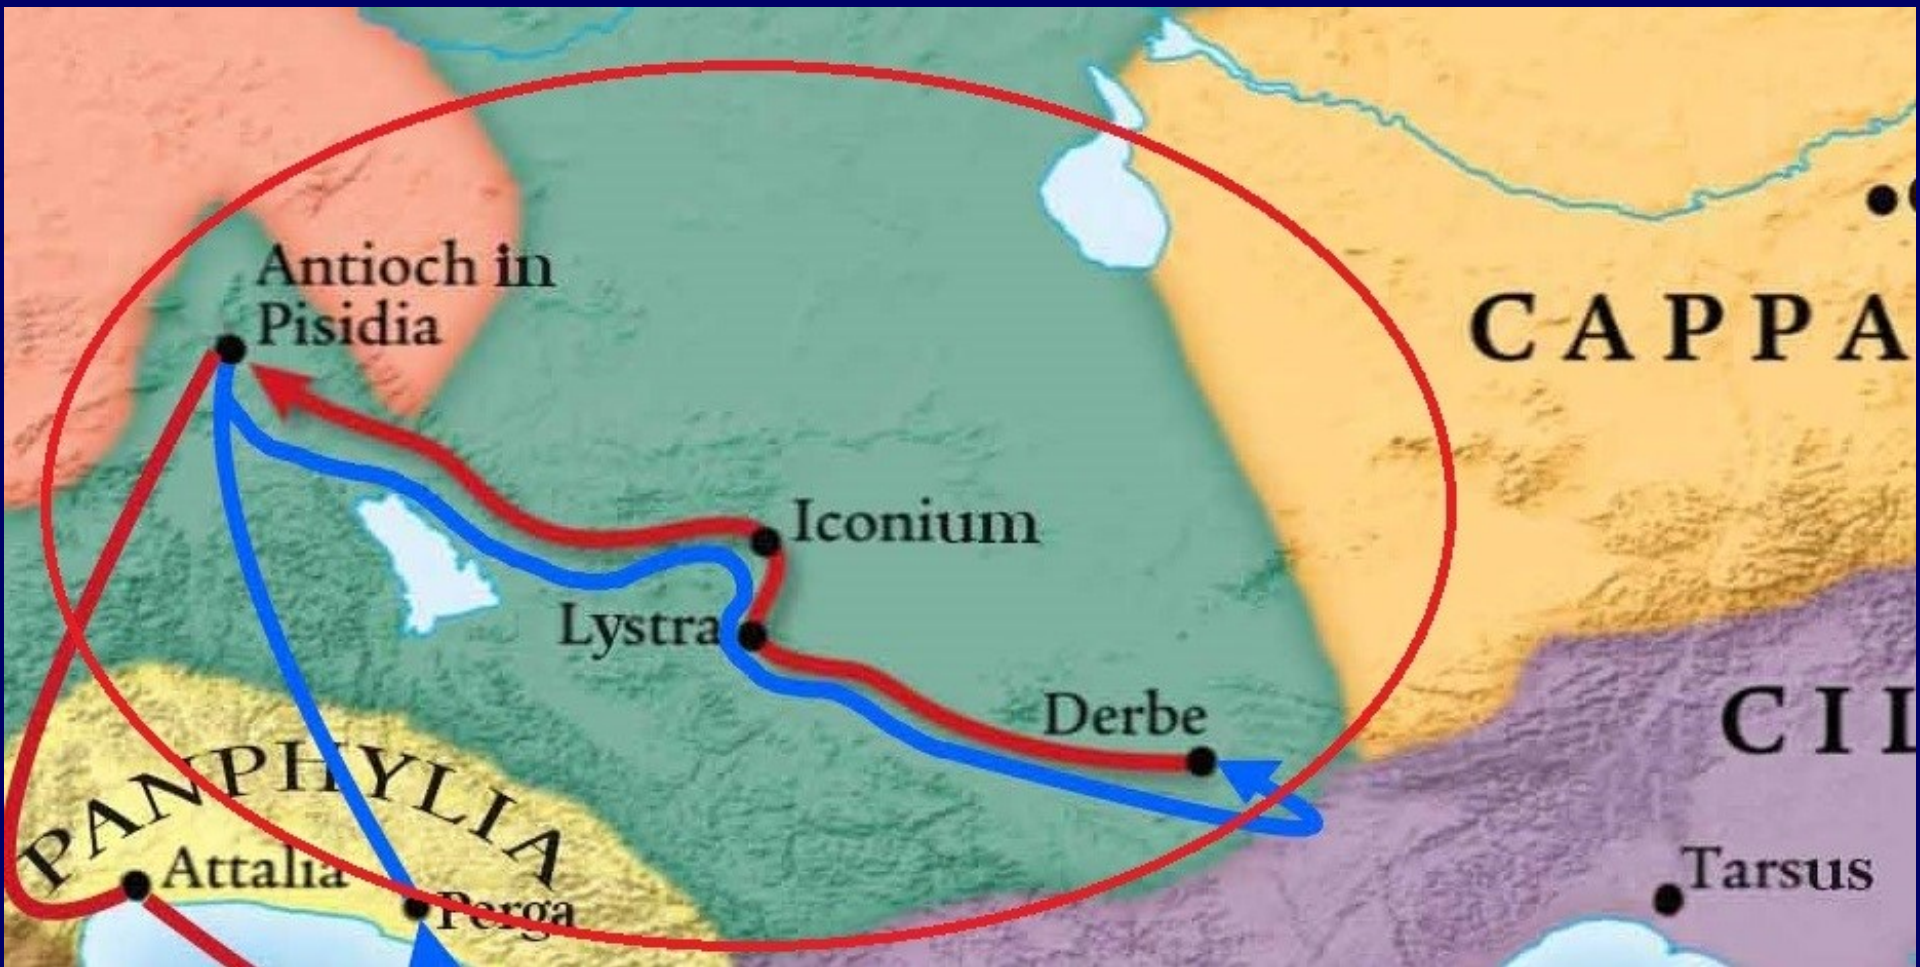 Antioch in
Pisidia
CAPPA
Iconium
Lystra
Derbe
CIL
PANPHYLIA
Attalia
Perga
Tarsus